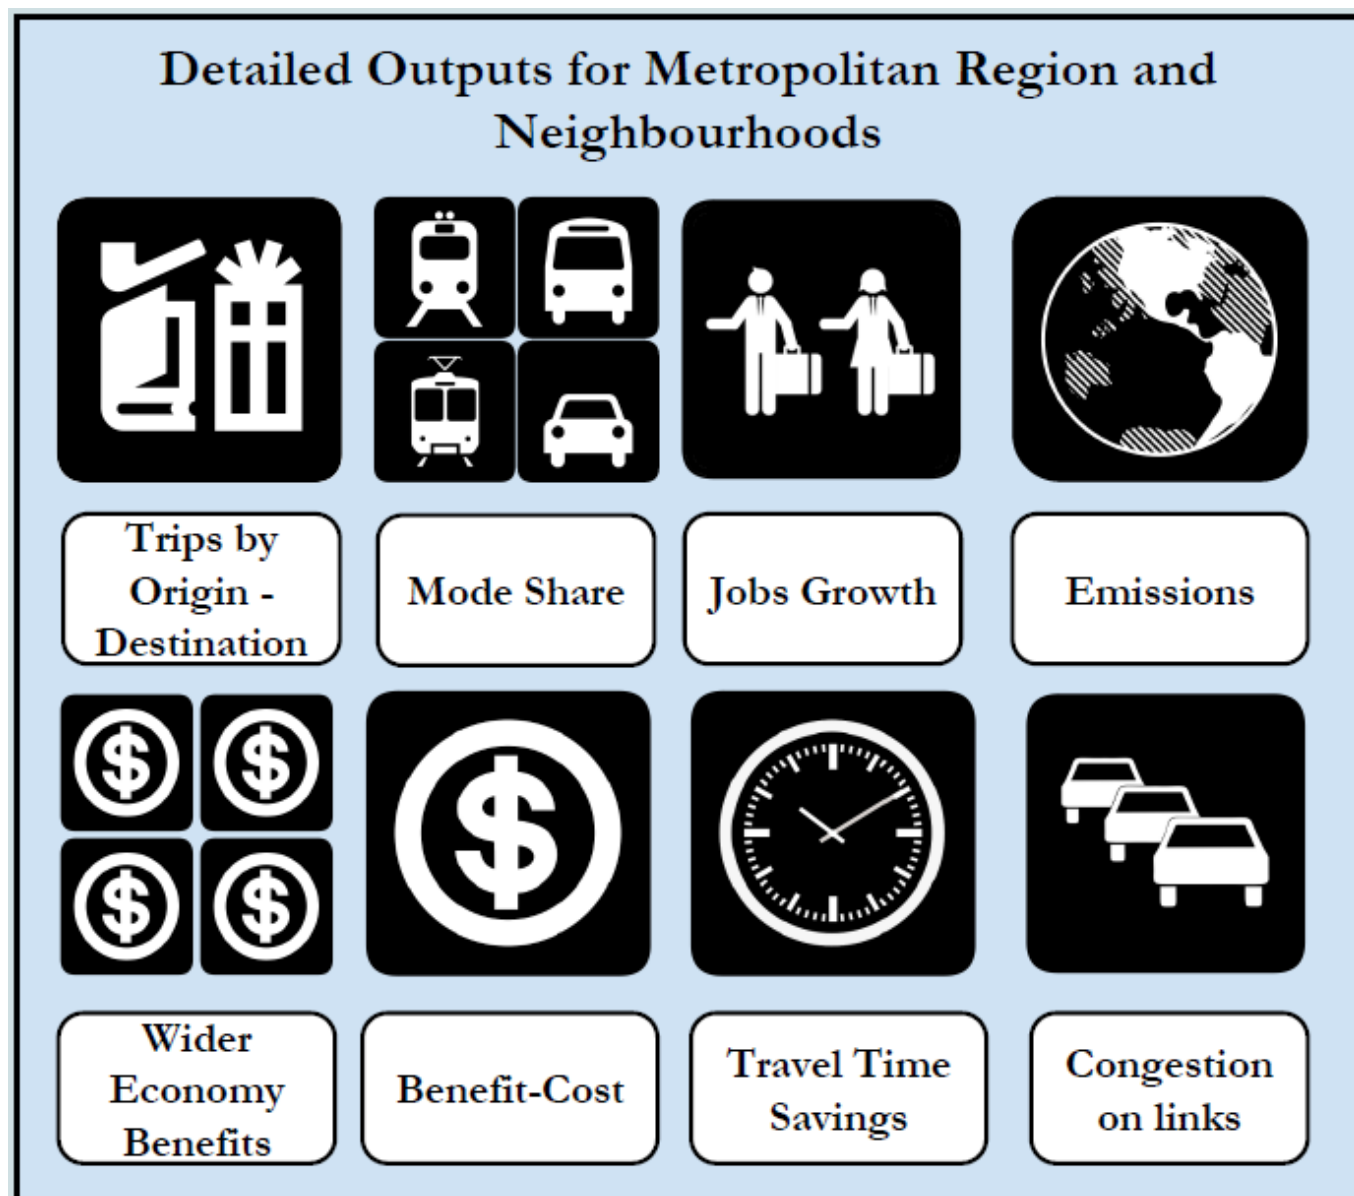 Detailed Outputs for Metropolitan Region and
Neighbourhoods
Trips by
Origin -
Destination
Mode Share
Jobs Growth
Emissions
$
$
$
$
$
Wider
Economy
Benefits
Benefit-Cost
Travel Time
Savings
Congestion
on links